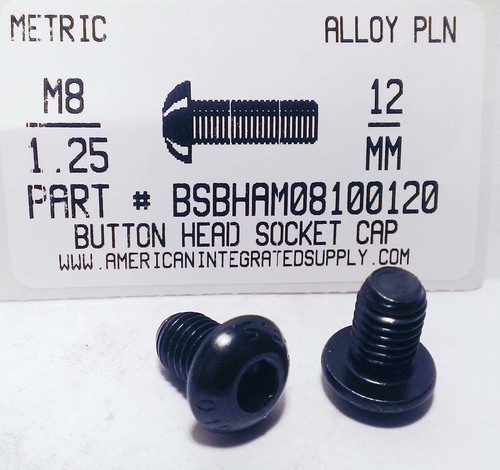 METRIC ALLOY PLN
M8 12
1.25 MM
PART # BSBHAM08100120
BUTTON HEAD SOCKET CAP
WWW.AMERICANINTEGRATEDSUPPLY.COM